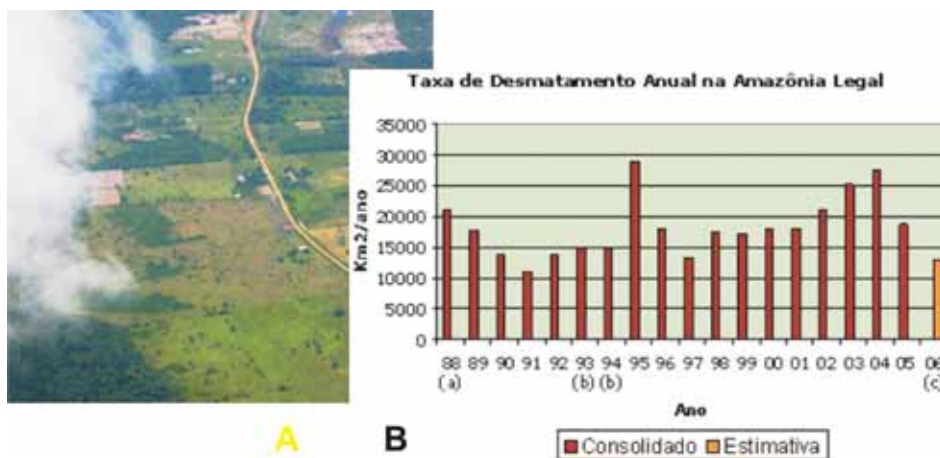 Taxa de Desmatamento Anual na Amazônia Legal
Km2/ano
35000
30000
25000
20000
15000
10000
5000
0
88 89 90 91 92 93 94 95 96 97 98 99 00 01 02 03 04 05 06
(a) (b) (b) (c)
Ano
A B
Consolidado Estimativa